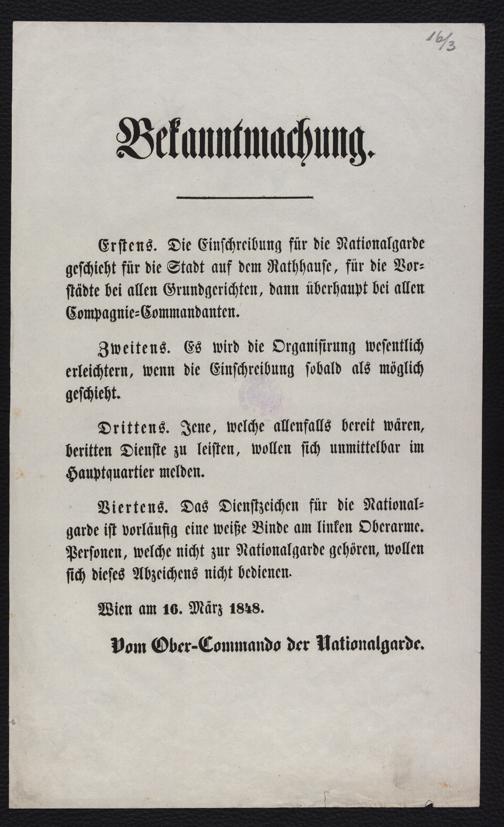 16/3
Bekanntmachung.
Erstens. Die Einschreibung für die Nationalgarde
geschieht für die Stadt auf dem Rathhause, für die Vor=
städte bei allen Grundgerichten, dann überhaupt bei allen
Compagnie=Commandanten.
Zweitens. Es wird die Organisirung wesentlich
erleichtern, wenn die Einschreibung sobald als möglich
geschieht.
Drittens. Jene, welche allenfalls bereit wären,
beritten Dienste zu leisten, wollen sich unmittelbar im
Hauptquartier melden.
Viertens. Das Dienstzeichen für die National=
garde ist vorläufig eine weiße Binde am linken Oberarme.
Personen, welche nicht zur Nationalgarde gehören, wollen
sich dieses Abzeichens nicht bedienen.
Wien am 16. März 1848.
Vom Ober-Commando der Nationalgarde.